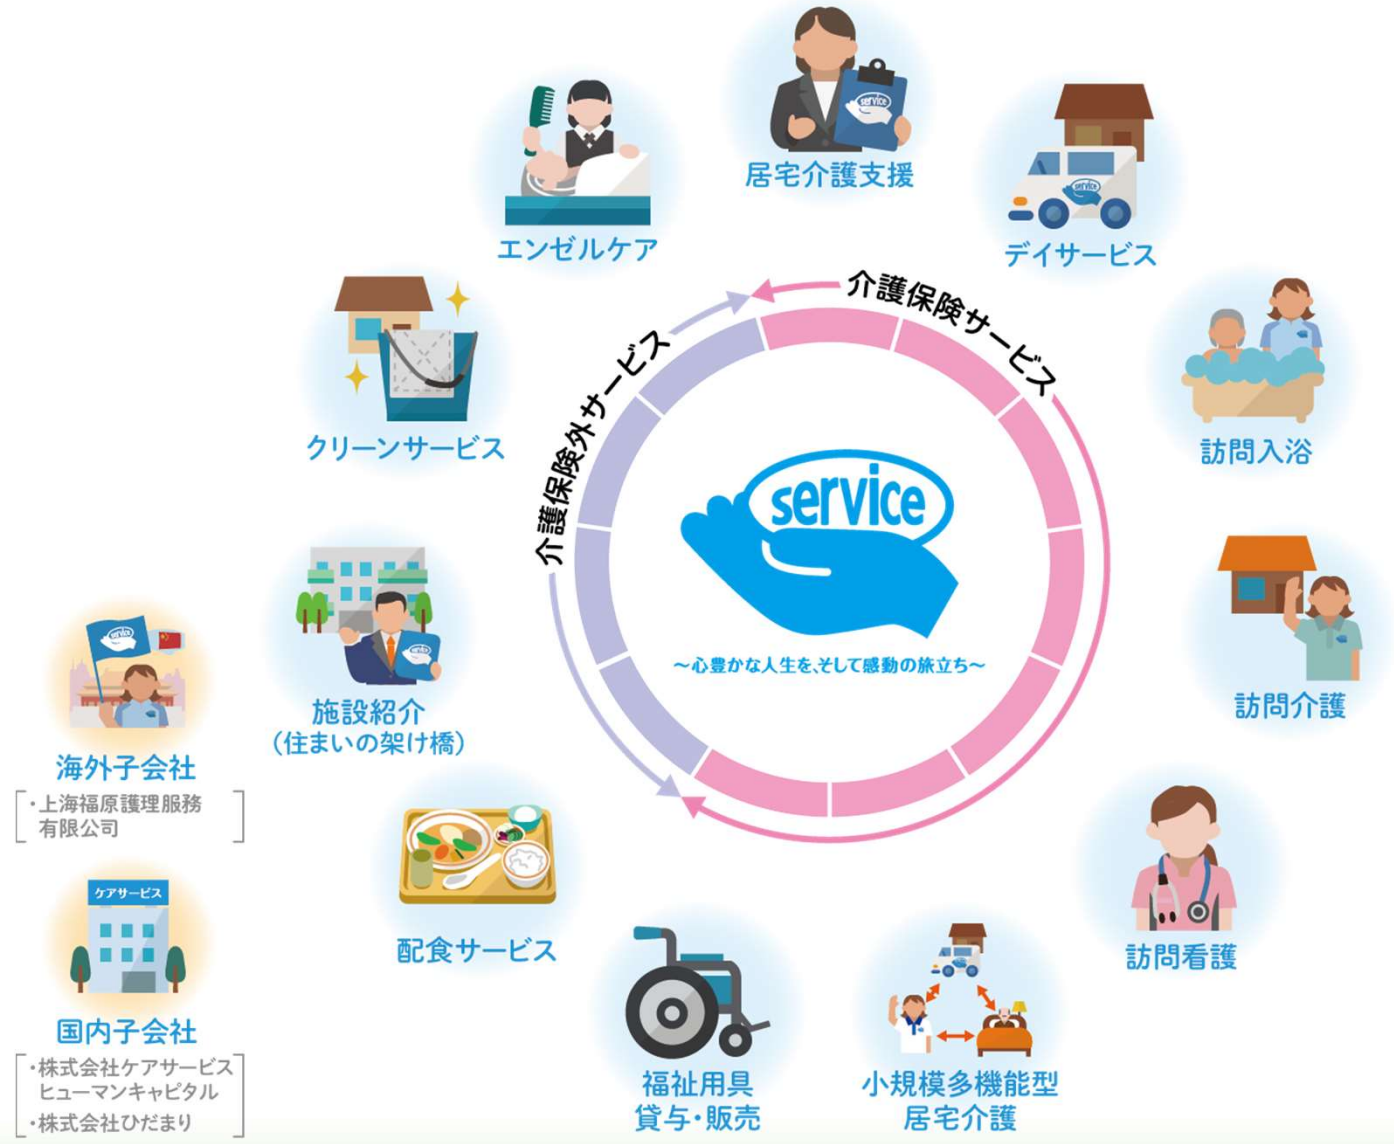 service
居宅介護支援
service
デイサービス
訪問入浴
訪問介護
訪問看護
小規模多機能型
居宅介護
福祉用具
貸与・販売
配食サービス
service
施設紹介
(住まいの架け橋)
クリーンサービス
エンゼルケア
介護保険サービス
介護保険外サービス
service
～心豊かな人生を、そして感動の旅立ち～
service
海外子会社
・上海福原護理服務
有限公司
ケアサービス
国内子会社
・株式会社ケアサービス
ヒューマンキャピタル
・株式会社ひだまり